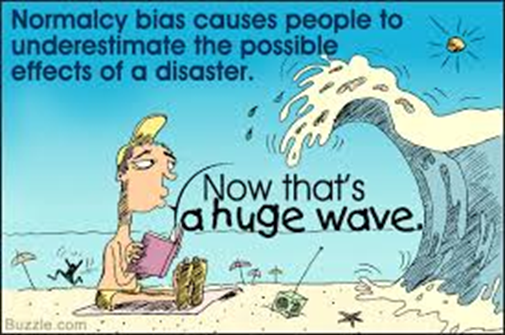 Normalcy bias causes people to
underestimate the possible
effects of a disaster.
Now that's
a huge wave.
Buzzle.com